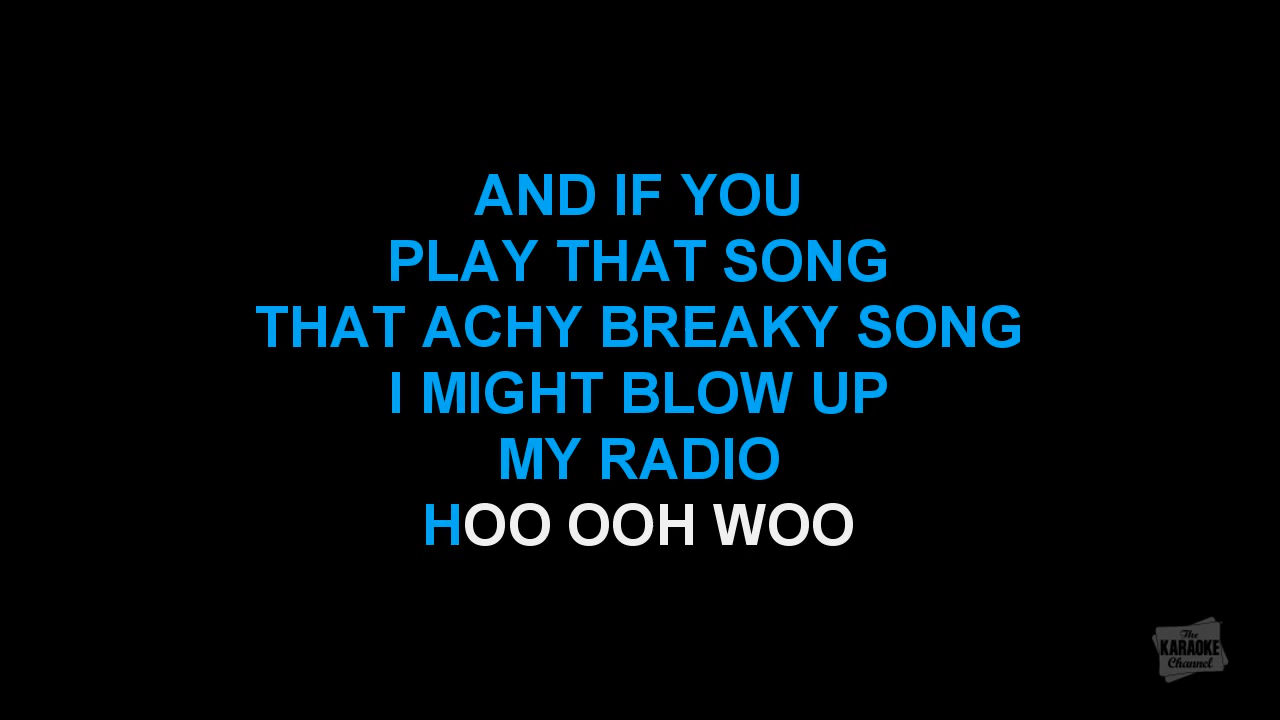 AND IF YOU
PLAY THAT SONG
THAT ACHY BREAKY SONG
I MIGHT BLOW UP
MY RADIO
HOO OOH WOO
The
KARAOKE
Channel